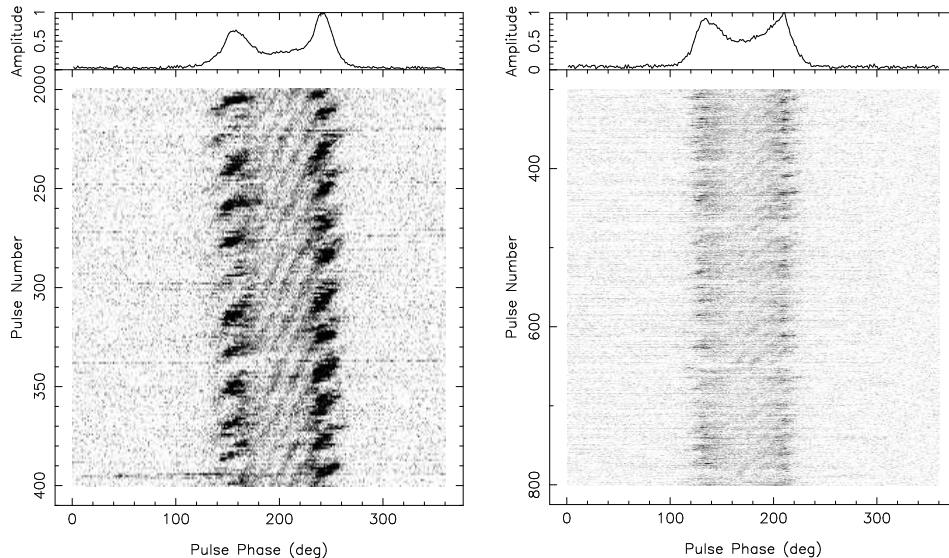 Amplitude
0 0.5 1
Pulse Number
200
250
300
350
400
0 100 200 300
Pulse Phase (deg)
Amplitude
0 0.5 1
Pulse Number
400
600
800
0 100 200 300
Pulse Phase (deg)